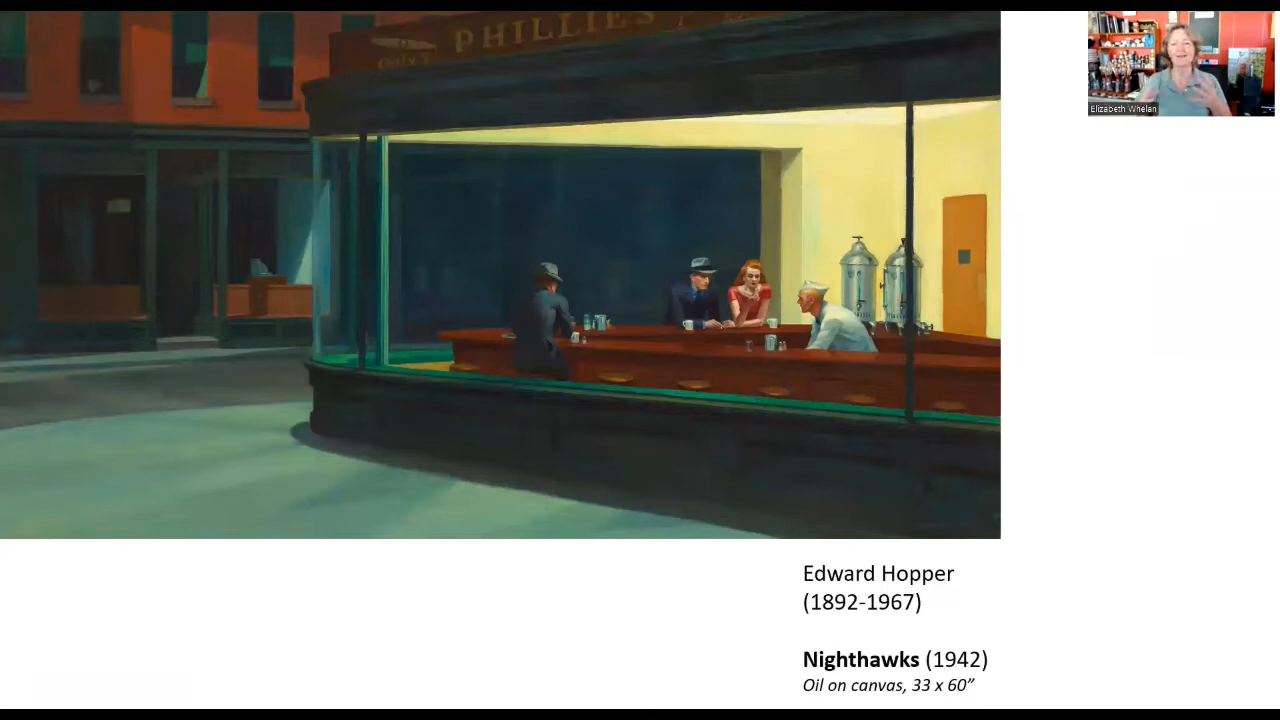 PHILLIES
Elizabeth Whelan
Edward Hopper
(1892-1967)
Nighthawks (1942)
Oil on canvas, 33 x 60”